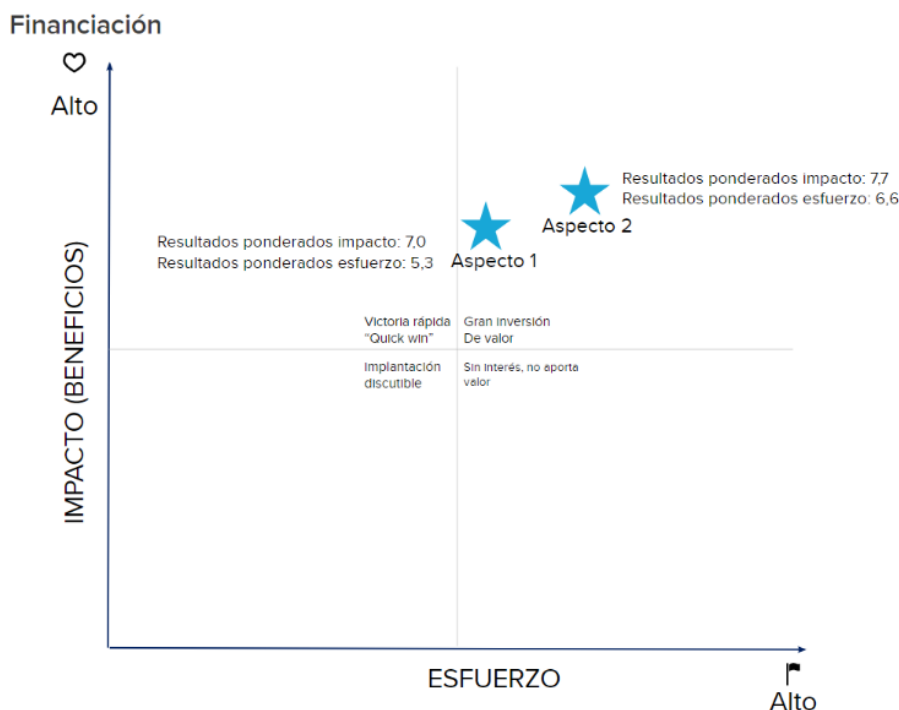 Financiación
Alto
Resultados ponderados impacto: 7,7
Resultados ponderados esfuerzo: 6,6
Aspecto 2
Resultados ponderados impacto: 7,0
Resultados ponderados esfuerzo: 5,3
Aspecto 1
IMPACTO (BENEFICIOS)
Victoria rápida
"Quick win"
Gran inversión
De valor
Implantación
discutible
Sin interés, no aporta
valor
ESFUERZO
Alto